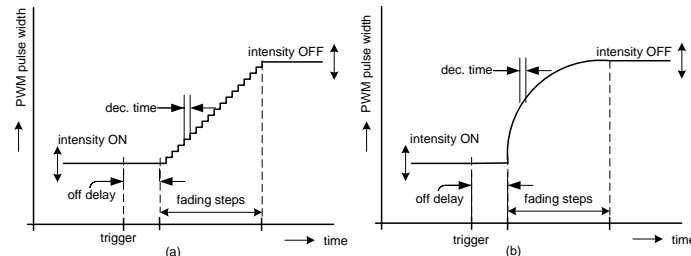 PWM pulse width
intensity OFF
dec. time
intensity ON
off delay
fading steps
trigger
time
(a)
PWM pulse width
intensity OFF
dec. time
intensity ON
off delay
fading steps
trigger
time
(b)